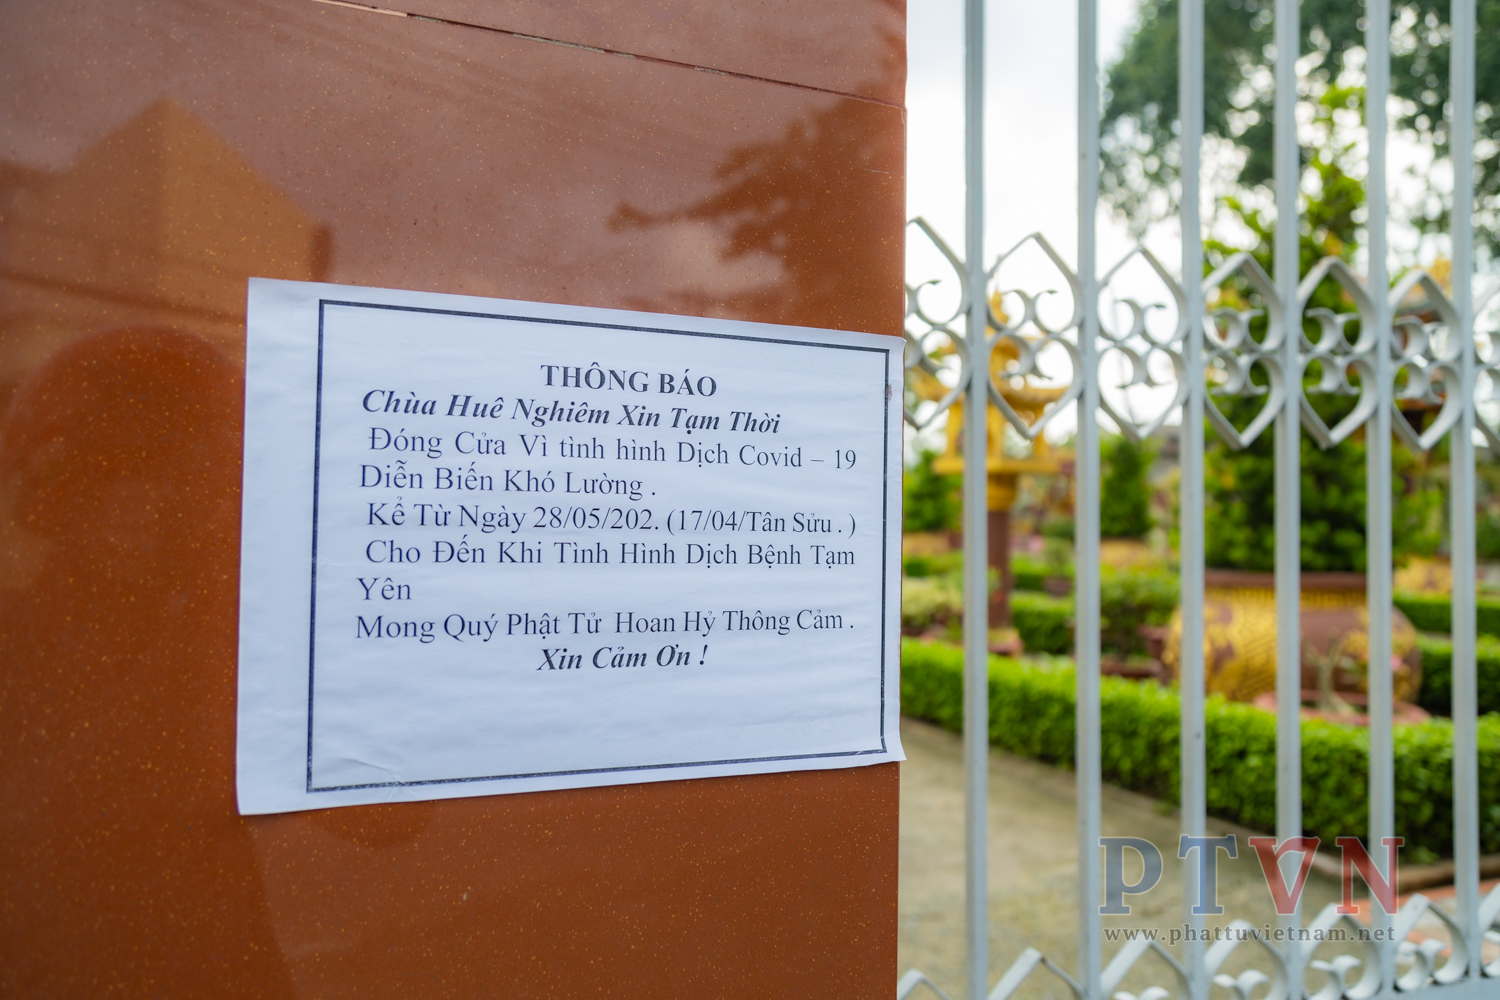 THÔNG BÁO
Chùa Huê Nghiêm Xin Tạm Thời
Đóng Cửa Vì tình hình Dịch Covid – 19
Diễn Biến Khó Lường .
Kể Từ Ngày 28/05/202. (17/04/Tân Sửu . )
Cho Đến Khi Tình Hình Dịch Bệnh Tạm
Yên
Mong Quý Phật Tử Hoan Hỷ Thông Cảm .
Xin Cảm Ơn !
PTVN
www.phattuvietnam.net